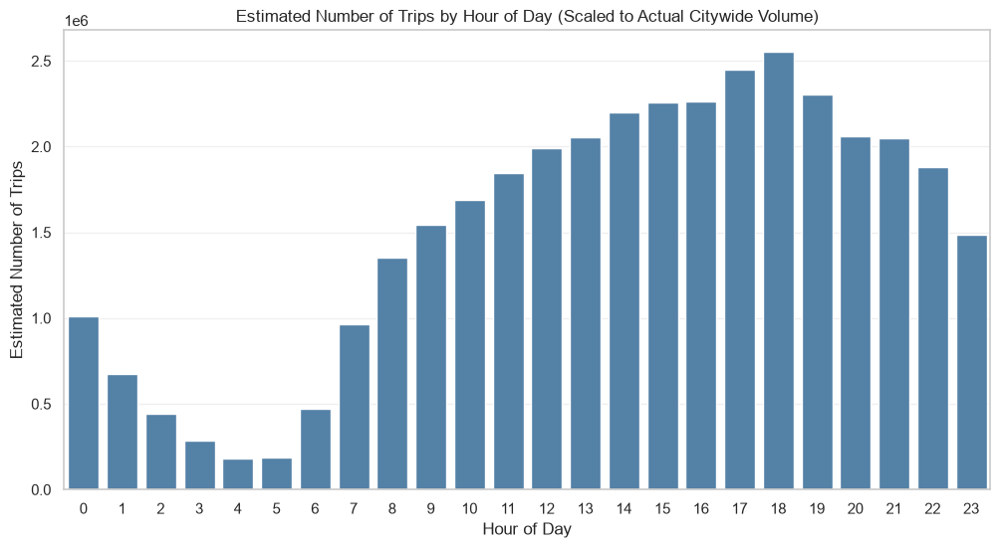 Estimated Number of Trips by Hour of Day (Scaled to Actual Citywide Volume)
1e6
2.5
2.0
1.5
1.0
0.5
0.0
Estimated Number of Trips
0 1 2 3 4 5 6 7 8 9 10 11 12 13 14 15 16 17 18 19 20 21 22 23
Hour of Day